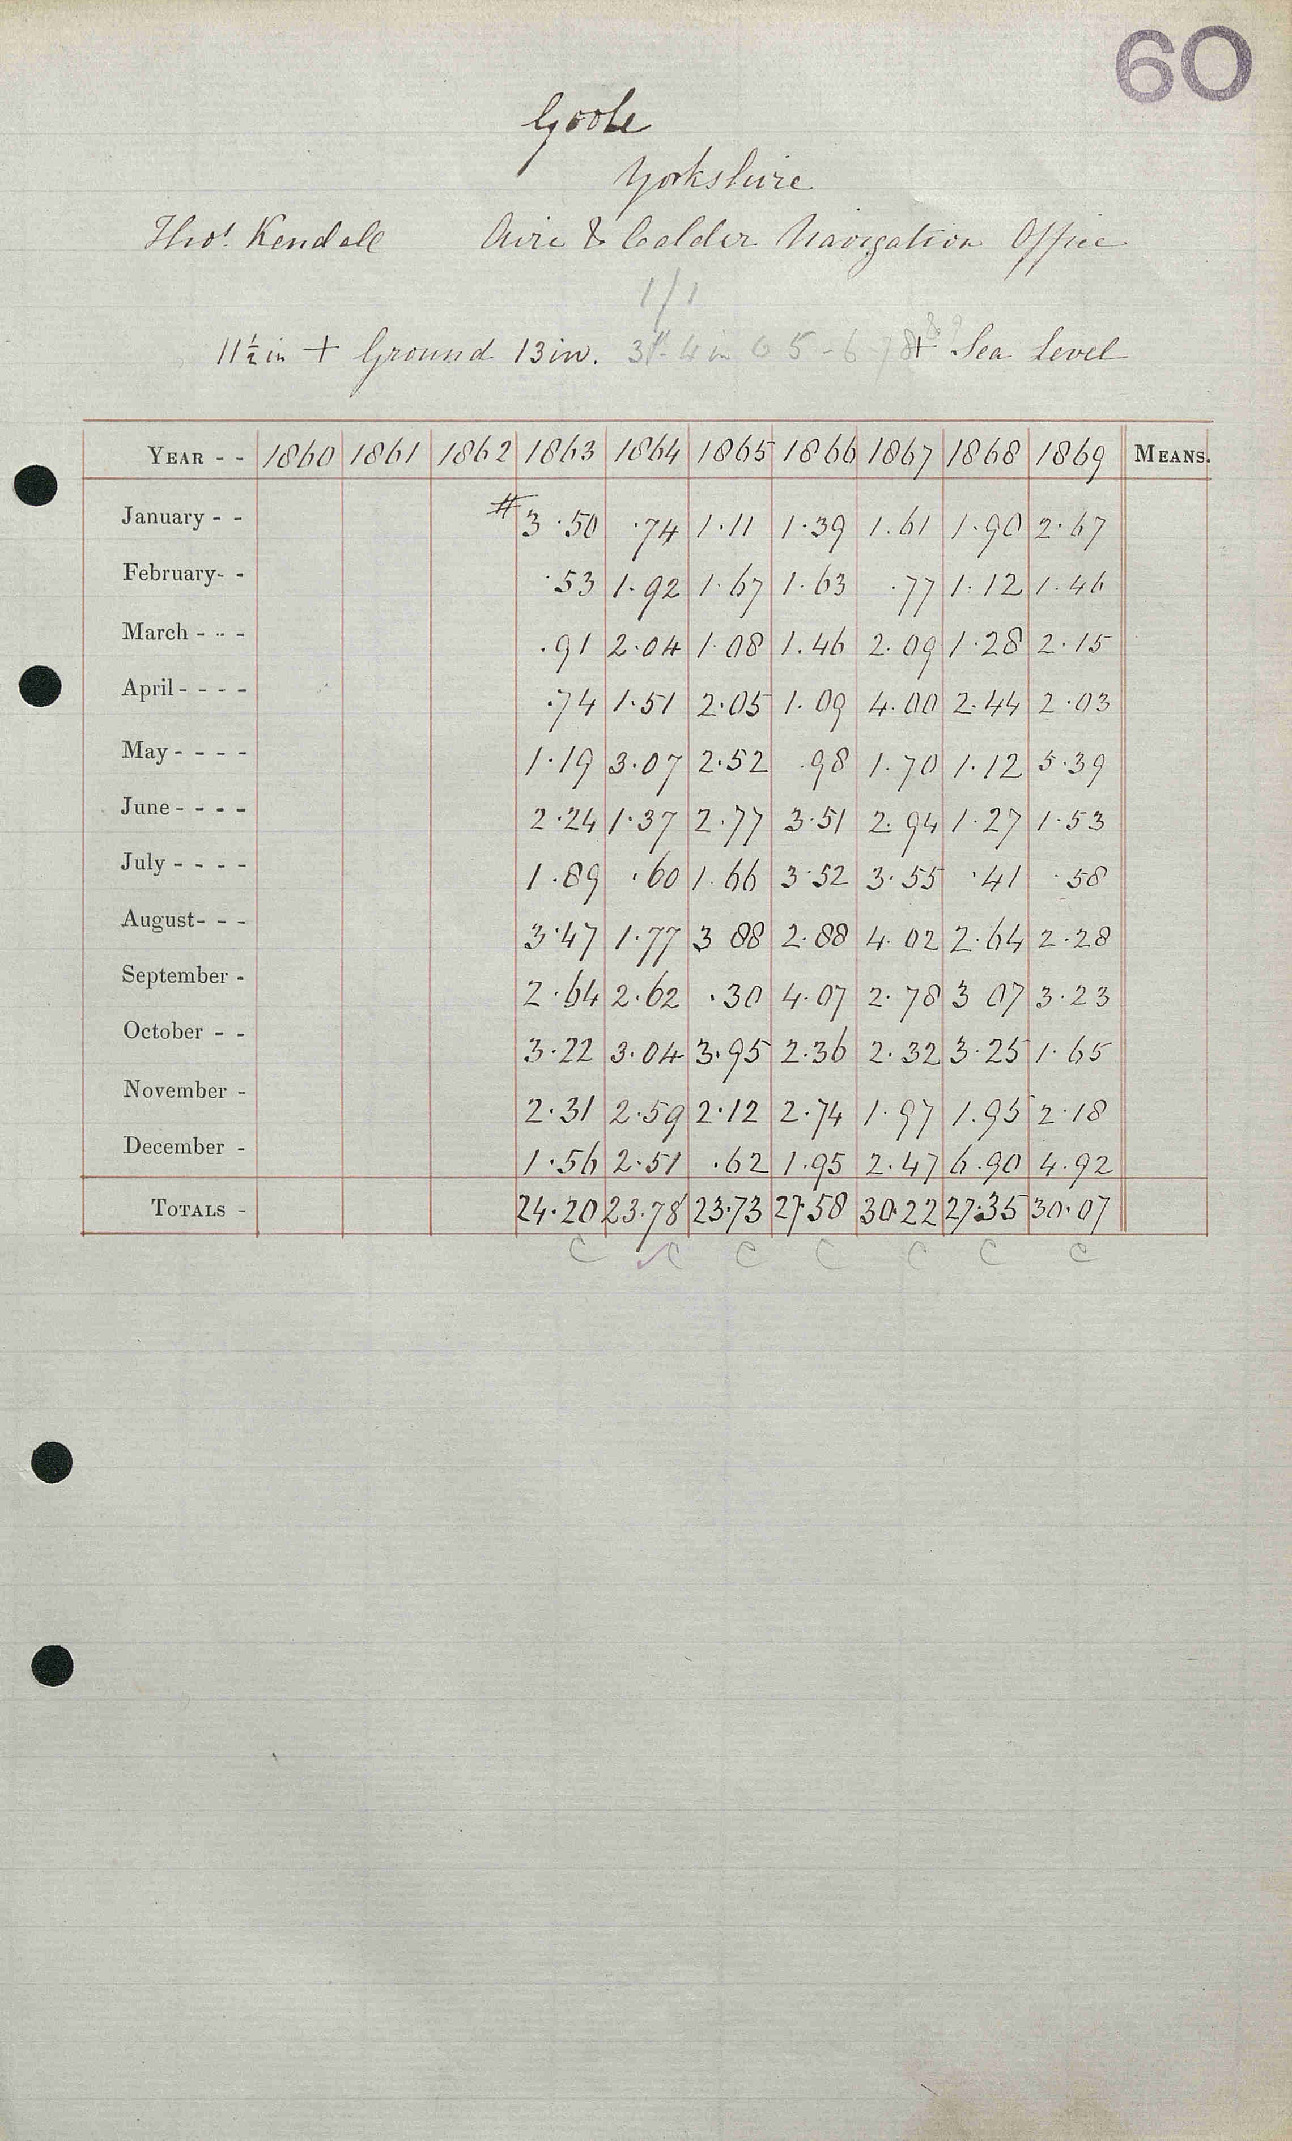 60
Goole
Yorkshire
Thos. Kendall Aire & Calder Navigation Office
1/1
11½ in + Ground 13 in. Sea Level
YEAR - - 1860 1861 1862 1863 1864 1865 1866 1867 1868 1869 MEANS.
January - - # 3.50 .74 1.11 1.39 1.61 1.90 2.67
February- - .53 1.92 1.67 1.63 .77 1.12 1.46
March - - - .91 2.04 1.08 1.46 2.09 1.28 2.15
April - - - - .74 1.51 2.05 1.09 4.00 2.44 2.03
May - - - - 1.19 3.07 2.52 .98 1.70 1.12 5.39
June - - - - 2.24 1.37 2.77 3.51 2.94 1.27 1.53
July - - - - 1.89 .60 1.66 3.52 3.55 .41 .58
August- - - 3.47 1.77 3 88 2.88 4.02 2.64 2.28
September - 2.64 2.62 .30 4.07 2.78 3 07 3.23
October - - 3.22 3.04 3.95 2.36 2.32 3.25 1.65
November - 2.31 2.59 2.12 2.74 1.97 1.95 2.18
December - 1.56 2.51 .62 1.95 2.47 6.90 4.92
TOTALS - 24.20 23.78 23.73 27.58 30.22 27.35 30.07
C ✓C C C C C C